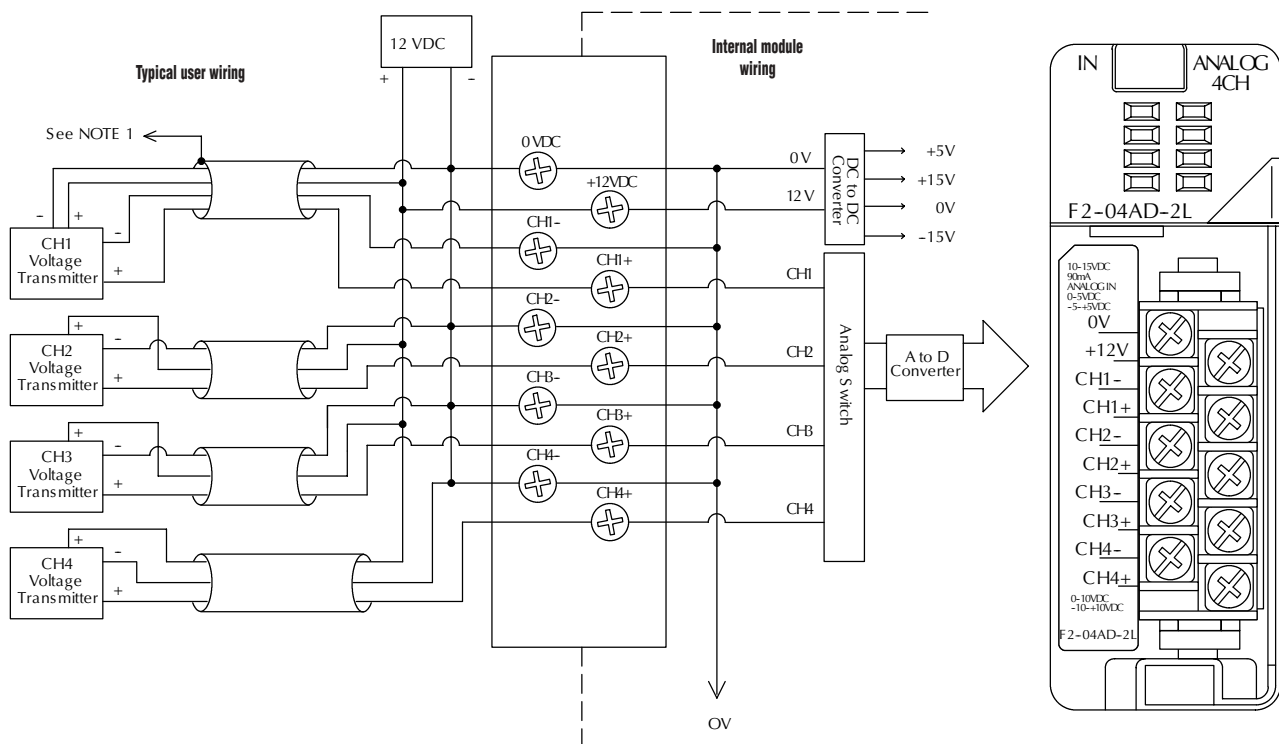 Typical user wiring
See NOTE 1
12 VDC
+
-
Internal module
wiring
-
+
-
+
CH1
Voltage
Transmitter
+
-
+
CH2
Voltage
Transmitter
+
-
+
CH3
Voltage
Transmitter
+
-
+
CH4
Voltage
Transmitter
0 VDC
+12VDC
CH1-
CH1+
CH2-
CH2+
CH3-
CH3+
CH4-
CH4+
0V
12 V
CH1
CH2
CH3
CH4
DC to DC
Converter
+5V
+15V
0V
-15V
Analog Switch
A to D
Converter
OV
IN
ANALOG
4CH
F2--04AD--2L
10-15VDC
90mA
ANALOG IN
0-5VDC
-5-+5VDC
0V
+12V
CH1-
CH1+
CH2-
CH2+
CH3-
CH3+
CH4-
CH4+
0-10VDC
-10-+10VDC
F2--04AD--2L